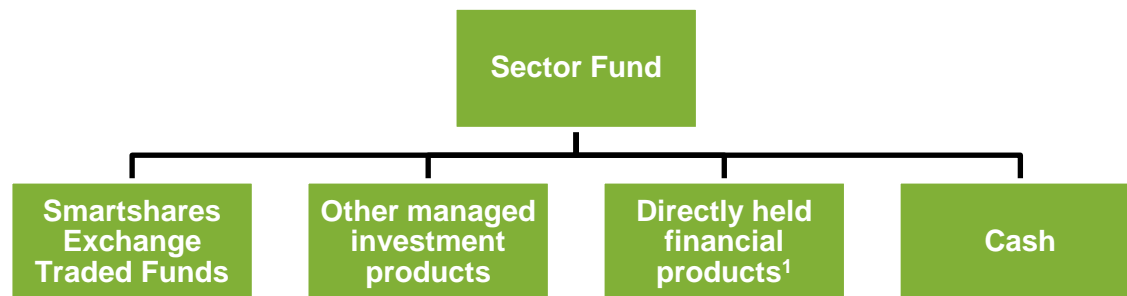 Sector Fund
Smartshares
Exchange
Traded Funds
Other managed
investment
products
Directly held
financial
products¹
Cash